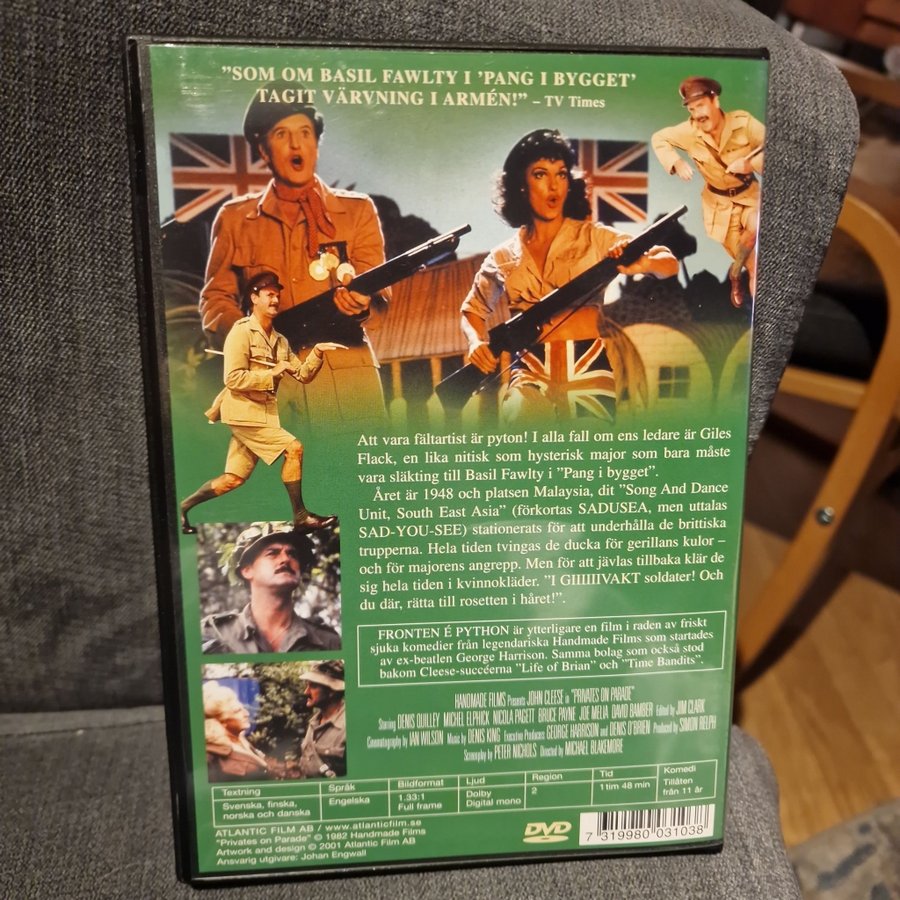 ”SOM OM BASIL FAWLTY I ’PANG I BYGGET’
TAGIT VÄRVNING I ARMÉN!” – TV Times
Att vara fältartist är pyton! I alla fall om ens ledare är Giles
Flack, en lika nitisk som hysterisk major som bara måste
vara släkting till Basil Fawlty i ”Pang i bygget”.
Året är 1948 och platsen Malaysia, dit ”Song And Dance
Unit, South East Asia” (förkortas SADUSEA, men uttalas
SAD-YOU-SEE) stationerats för att underhålla de brittiska
trupperna. Hela tiden tvingas de ducka för gerillans kulor –
och för majorens angrepp. Men för att jävlas tillbaka klär de
sig hela tiden i kvinnokläder. ”I GIIIIIIVAKT soldater! Och
du där, rätta till rosetten i håret!”.
FRONTEN É PYTHON är ytterligare en film i raden av friskt
sjuka komedier från legendariska Handmade Films som startades
av ex-beatlen George Harrison. Samma bolag som också stod
bakom Cleese-succéerna ”Life of Brian” och ”Time Bandits”.
HANDMADE FILMS Presents JOHN CLEESE in "PRIVATES ON PARADE"
Starring DENIS QUILLEY MICHEL ELPHICK NICOLA PAGETT BRUCE PAYNE JOE MELIA DAVID BAMBER Edited by JIM CLARK
Cinematography by IAN WILSON Music by DENIS KING Executive Producers GEORGE HARRISON and DENIS O'BRIEN Produced by SIMON RELPH
Screenplay by PETER NICHOLS Directed by MICHAEL BLAKEMORE
Textning Språk Bildformat Ljud Region Tid Komedi
Svenska, finska, norska och danska Engelska 1.33:1 Full frame Dolby Digital mono 2 1 tim 48 min Tillåten från 11 år
ATLANTIC FILM AB / www.atlanticfilm.se
"Privates on Parade" © 1982 Handmade Films
Artwork and design © 2001 Atlantic Film AB
Ansvarig utgivare: Johan Engwall
DVD
7 319980 031038